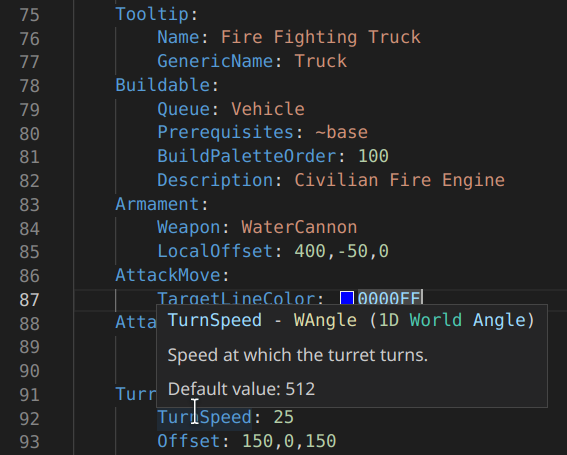 75 Tooltip:
76 Name: Fire Fighting Truck
77 GenericName: Truck
78 Buildable:
79 Queue: Vehicle
80 Prerequisites: ~base
81 BuildPaletteOrder: 100
82 Description: Civilian Fire Engine
83 Armament:
84 Weapon: WaterCannon
85 LocalOffset: 400,-50,0
86 AttackMove:
87 TargetLineColor: 0000FF
88 Atta
TurnSpeed - WAngle (1D World Angle)
89
Speed at which the turret turns.
90
Default value: 512
91 Turr
92 TurnSpeed: 25
93 Offset: 150,0,150